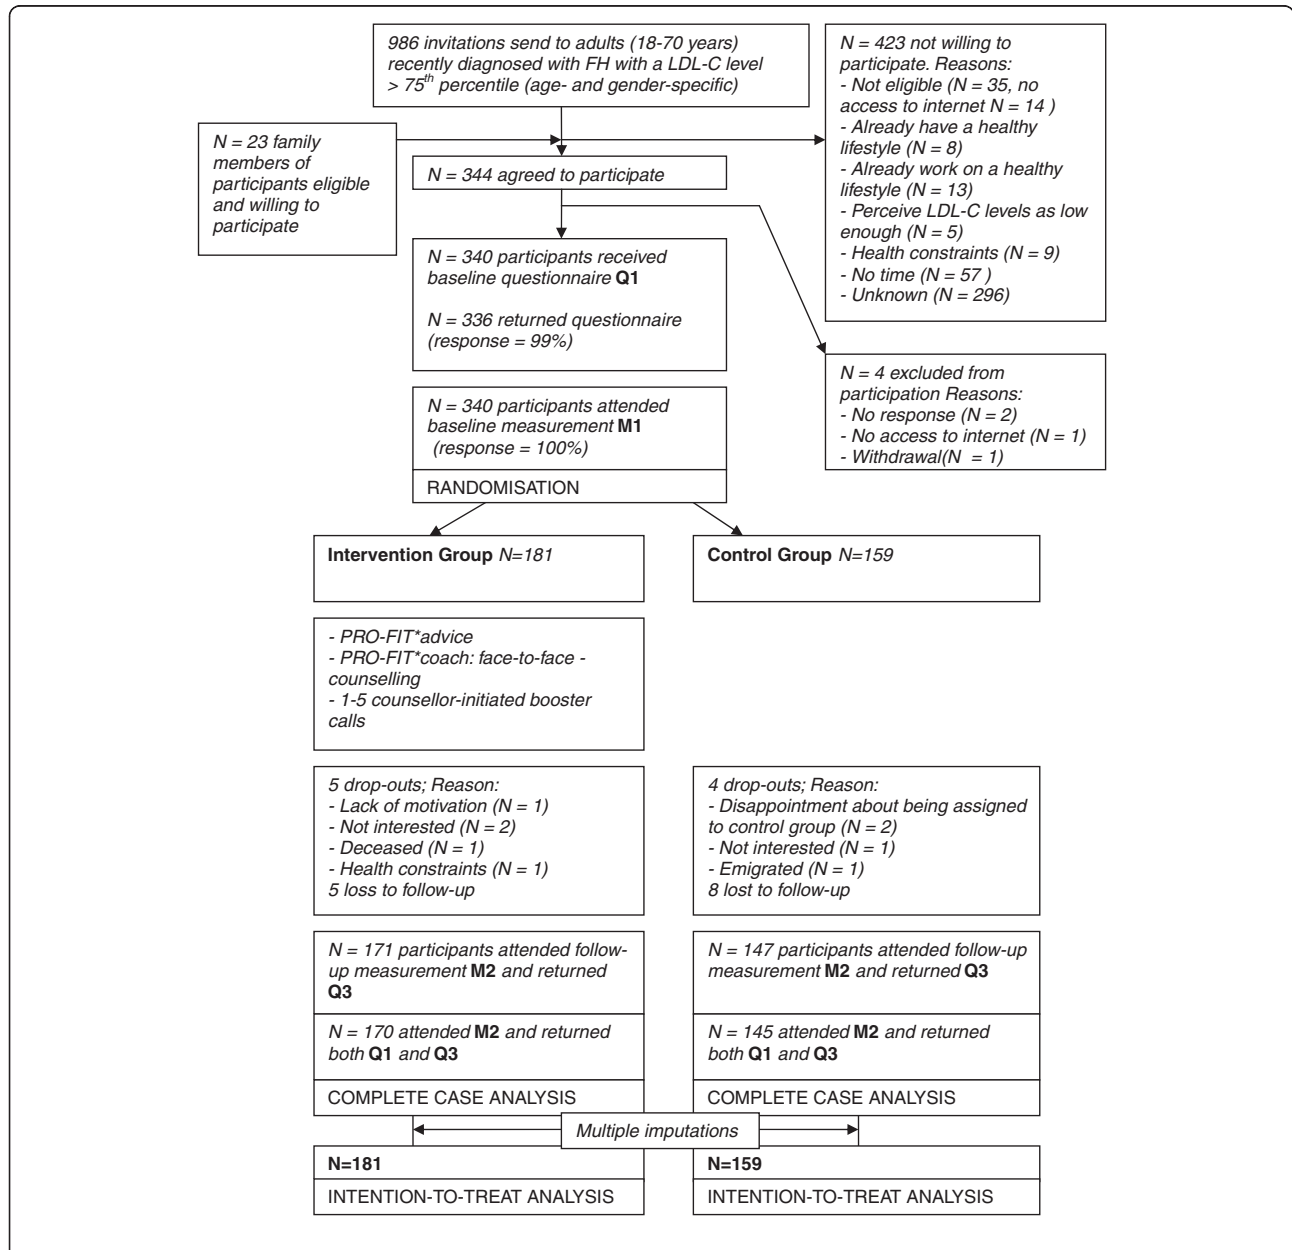 986 invitations send to adults (18-70 years)
recently diagnosed with FH with a LDL-C level
> 75th percentile (age- and gender-specific)
N = 423 not willing to
participate. Reasons:
- Not eligible (N = 35, no
access to internet N = 14 )
- Already have a healthy
lifestyle (N = 8)
- Already work on a healthy
lifestyle (N = 13)
- Perceive LDL-C levels as low
enough (N = 5)
- Health constraints (N = 9)
- No time (N = 57 )
- Unknown (N = 296)
N = 23 family
members of
participants eligible
and willing to
participate
N = 344 agreed to participate
N = 340 participants received
baseline questionnaire Q1
N = 336 returned questionnaire
(response = 99%)
N = 4 excluded from
participation Reasons:
- No response (N = 2)
- No access to internet (N = 1)
- Withdrawal(N  = 1)
N = 340 participants attended
baseline measurement M1
(response = 100%)
RANDOMISATION
Intervention Group N=181
Control Group N=159
- PRO-FIT*advice
- PRO-FIT*coach: face-to-face -
counselling
- 1-5 counsellor-initiated booster
calls
5 drop-outs; Reason:
- Lack of motivation (N = 1)
- Not interested (N = 2)
- Deceased (N = 1)
- Health constraints (N = 1)
5 loss to follow-up
4 drop-outs; Reason:
- Disappointment about being assigned
to control group (N = 2)
- Not interested (N = 1)
- Emigrated (N = 1)
8 lost to follow-up
N = 171 participants attended follow-
up measurement M2 and returned
Q3
N = 147 participants attended follow-up
measurement M2 and returned Q3
N = 170 attended M2 and returned
both Q1 and Q3
N = 145 attended M2 and returned
both Q1 and Q3
COMPLETE CASE ANALYSIS
COMPLETE CASE ANALYSIS
Multiple imputations
N=181
N=159
INTENTION-TO-TREAT ANALYSIS
INTENTION-TO-TREAT ANALYSIS